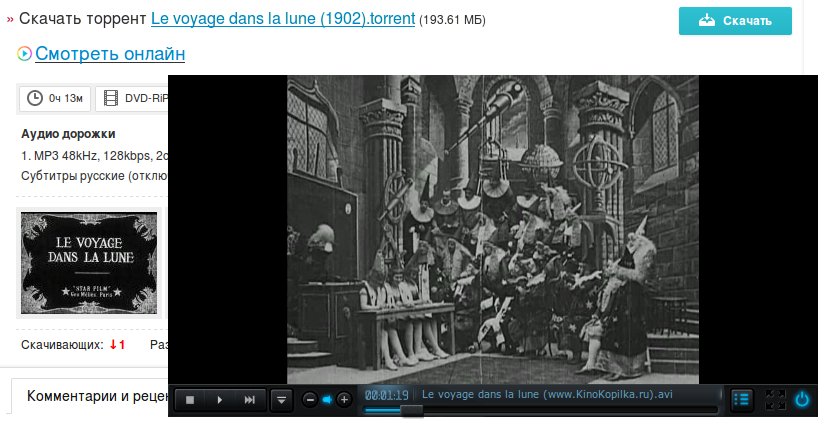 » Скачать торрент Le voyage dans la lune (1902).torrent (193.61 МБ)
Скачать
Смотреть онлайн
0ч 13м
DVD-RiP
Аудио дорожки
1. MP3 48kHz, 128kbps, 2c
Субтитры русские (отклю
LE VOYAGE
DANS LA LUNE
"STAR FILM"
Geo Méliès. Paris
Скачивающих: ↓1
Раз
Комментарии и рецен
00:01:19
Le voyage dans la lune (www.KinoKopilka.ru).avi